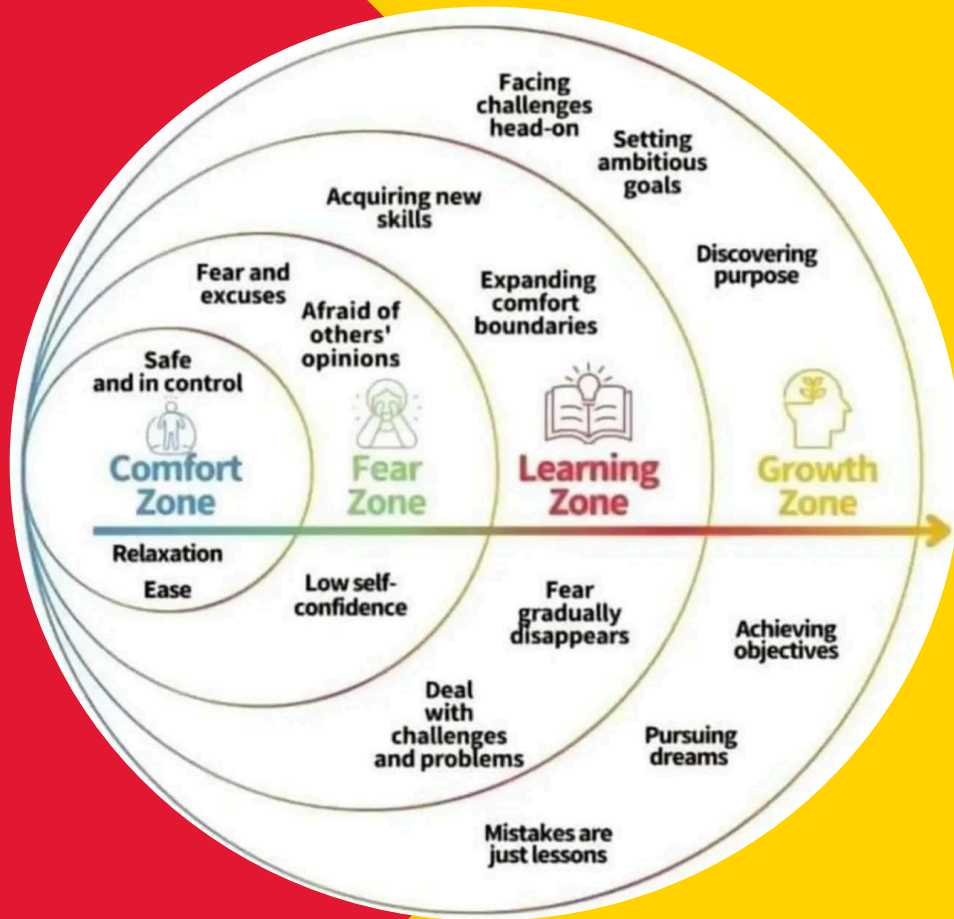 Facing
challenges
head-on
Setting
ambitious
goals
Acquiring new
skills
Discovering
purpose
Fear and
excuses
Expanding
comfort
boundaries
Afraid of
others'
opinions
Safe
and in control
Comfort
Zone
Fear
Zone
Learning
Zone
Growth
Zone
Relaxation
Ease
Low self-
confidence
Fear
gradually
disappears
Achieving
objectives
Deal
with
challenges
and problems
Pursuing
dreams
Mistakes are
just lessons